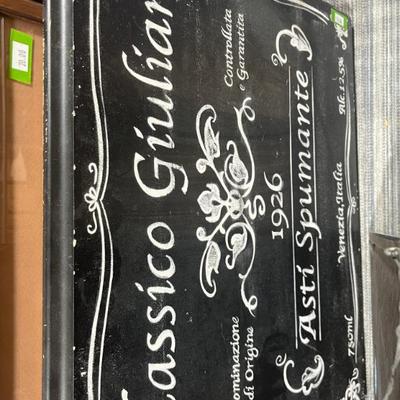 lassico Giulian
ominazione
di Origine
Controllata
e Garantita
1926
Asti Spumante
750ml Venezia, Italia Alc. 12.5%